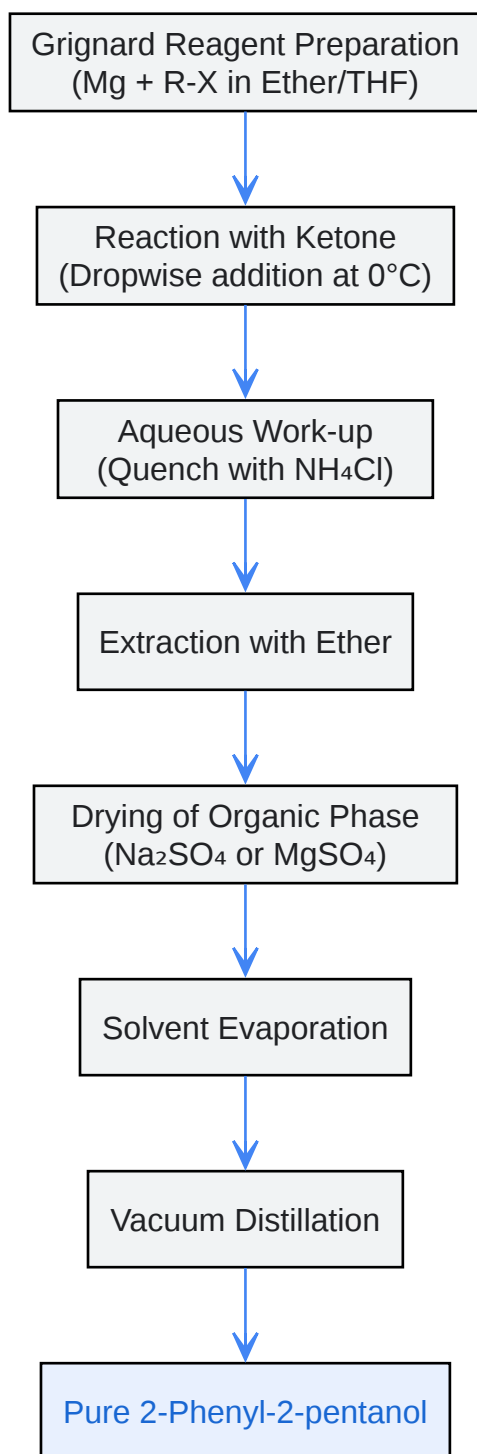 Grignard Reagent Preparation
(Mg + R-X in Ether/THF)
Reaction with Ketone
(Dropwise addition at 0°C)
Aqueous Work-up
(Quench with NH₄Cl)
Extraction with Ether
Drying of Organic Phase
(Na₂SO₄ or MgSO₄)
Solvent Evaporation
Vacuum Distillation
Pure 2-Phenyl-2-pentanol